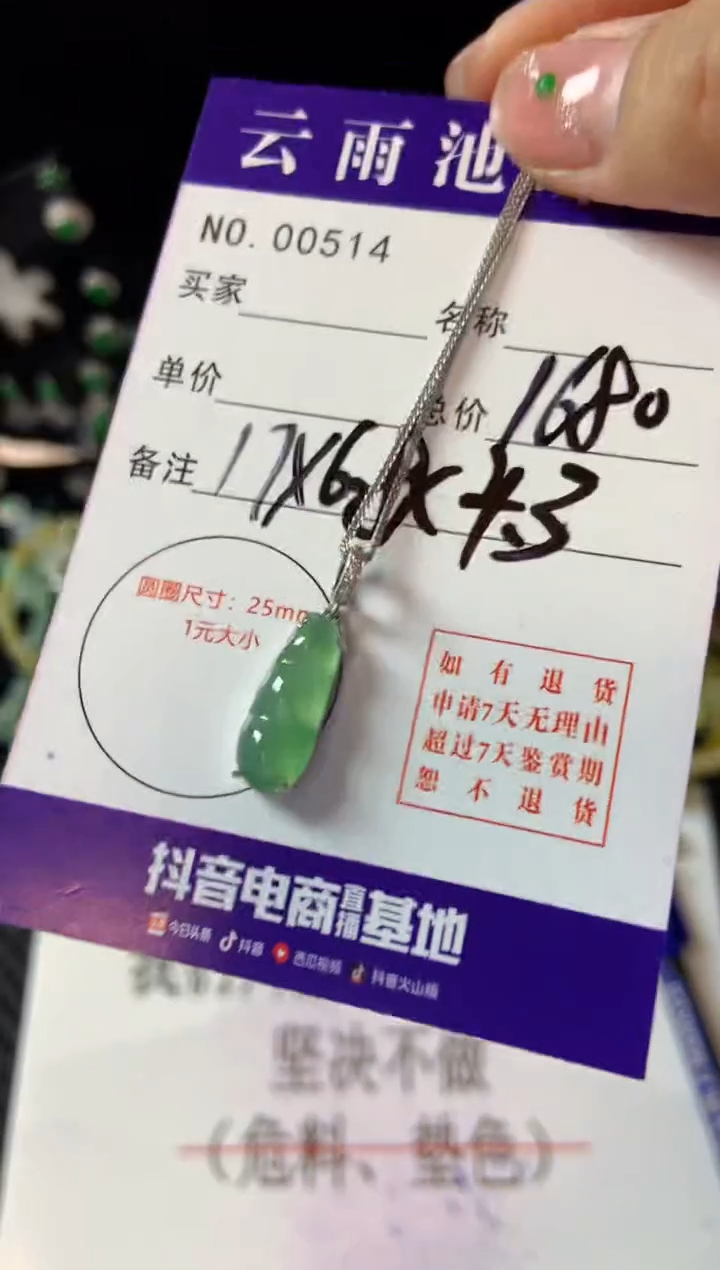 云雨池
NO. 00514
买家
名称
单价
总价 1680
备注
圆圈尺寸：25mm
1元大小
如有退货
申请7天无理由
超过7天鉴赏期
恕不退货
抖音电商直播基地
今日头条 抖音 西瓜视频 抖音火山版
坚决不做
（危料、垫色）